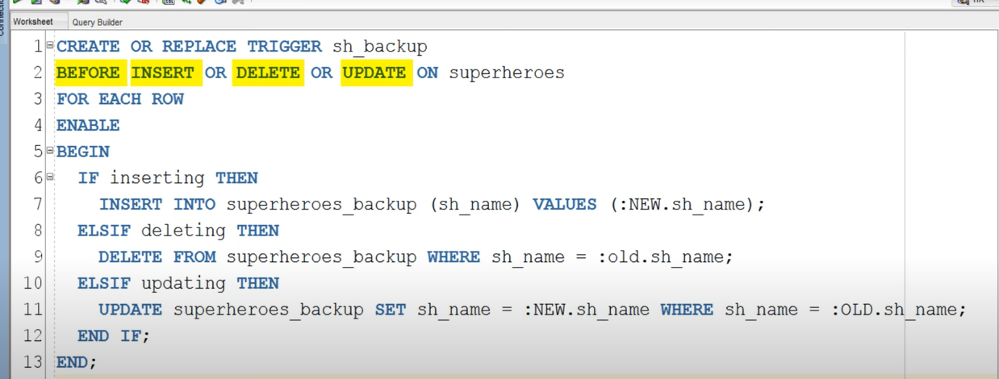 Worksheet Query Builder
1 CREATE OR REPLACE TRIGGER sh_backup
2 BEFORE INSERT OR DELETE OR UPDATE ON superheroes
3 FOR EACH ROW
4 ENABLE
5 BEGIN
6 IF inserting THEN
7 INSERT INTO superheroes_backup (sh_name) VALUES (:NEW.sh_name);
8 ELSIF deleting THEN
9 DELETE FROM superheroes_backup WHERE sh_name = :old.sh_name;
10 ELSIF updating THEN
11 UPDATE superheroes_backup SET sh_name = :NEW.sh_name WHERE sh_name = :OLD.sh_name;
12 END IF;
13 END;